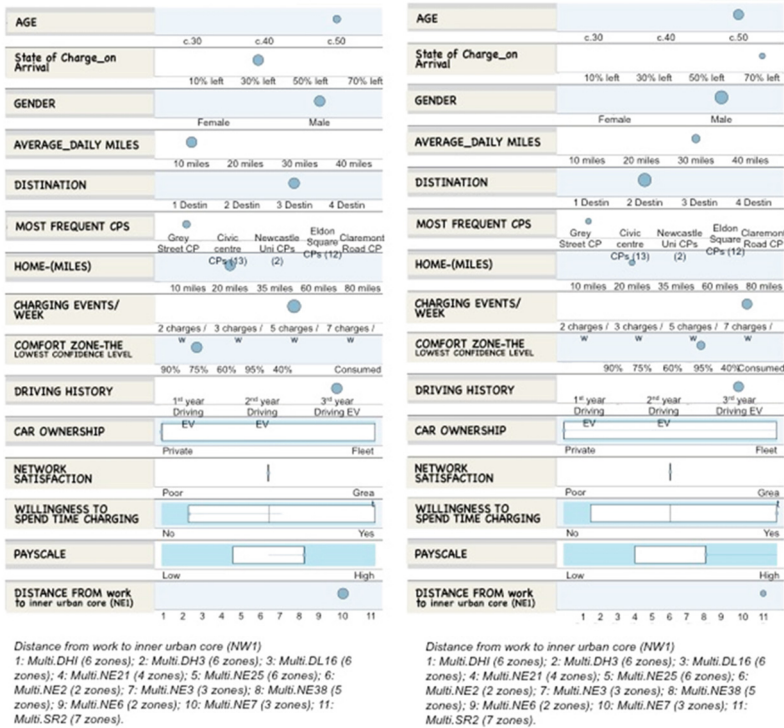 AGE
c.30 c.40 c.50
State of Charge_on
Arrival
10% left 30% left 50% left 70% left
GENDER
Female Male
AVERAGE_DAILY MILES
10 miles 20 miles 30 miles 40 miles
DISTINATION
1 Destin 2 Destin 3 Destin 4 Destin
MOST FREQUENT CPS
Grey
Street CP
Civic
centre
CPs (13)
Newcastle
Uni CPs
(2)
Eldon
Square
CPs (12)
Claremont
Road CP
HOME-(MILES)
10 miles 20 miles 35 miles 60 miles 80 miles
CHARGING EVENTS/
WEEK
2 charges /
w
3 charges /
w
5 charges /
w
7 charges /
w
COMFORT ZONE-THE
LOWEST CONFIDENCE LEVEL
90% 75% 60% 95% 40% Consumed
DRIVING HISTORY
1st year
Driving
EV
2nd year
Driving
EV
3rd year
Driving EV
CAR OWNERSHIP
Private Fleet
NETWORK
SATISFACTION
Poor Grea
t
WILLINGNESS TO
SPEND TIME CHARGING
No Yes
PAYSCALE
Low High
DISTANCE FROM work
to inner urban core (NE1)
1 2 3 4 5 6 7 8 9 10 11
Distance from work to inner urban core (NW1)
1: Multi.DHI (6 zones); 2: Multi.DH3 (6 zones); 3: Multi.DL16 (6
zones); 4: Multi.NE21 (4 zones); 5: Multi.NE25 (6 zones); 6:
Multi.NE2 (2 zones); 7: Multi.NE3 (3 zones); 8: Multi.NE38 (5
zones); 9: Multi.NE6 (2 zones); 10: Multi.NE7 (3 zones); 11:
Multi.SR2 (7 zones).
AGE
c.30 c.40 c.50
State of Charge_on
Arrival
10% left 30% left 50% left 70% left
GENDER
Female Male
AVERAGE_DAILY MILES
10 miles 20 miles 30 miles 40 miles
DISTINATION
1 Destin 2 Destin 3 Destin 4 Destin
MOST FREQUENT CPS
Grey
Street CP
Civic
centre
CPs (13)
Newcastle
Uni CPs
(2)
Eldon
Square
CPs (12)
Claremont
Road CP
HOME-(MILES)
10 miles 20 miles 35 miles 60 miles 80 miles
CHARGING EVENTS/
WEEK
2 charges /
w
3 charges /
w
5 charges /
w
7 charges /
w
COMFORT ZONE-THE
LOWEST CONFIDENCE LEVEL
90% 75% 60% 95% 40%Consumed
DRIVING HISTORY
1st year
Driving
EV
2nd year
Driving
EV
3rd year
Driving EV
CAR OWNERSHIP
Private Fleet
NETWORK
SATISFACTION
Poor Grea
t
WILLINGNESS TO
SPEND TIME CHARGING
No Yes
PAYSCALE
Low High
DISTANCE FROM work
to inner urban core (NE1)
1 2 3 4 5 6 7 8 9 10 11
Distance from work to inner urban core (NW1)
1: Multi.DHI (6 zones); 2: Multi.DH3 (6 zones); 3: Multi.DL16 (6
zones); 4: Multi.NE21 (4 zones); 5: Multi.NE25 (6 zones); 6:
Multi.NE2 (2 zones); 7: Multi.NE3 (3 zones); 8: Multi.NE38 (5
zones); 9: Multi.NE6 (2 zones); 10: Multi.NE7 (3 zones); 11:
Multi.SR2 (7 zones).